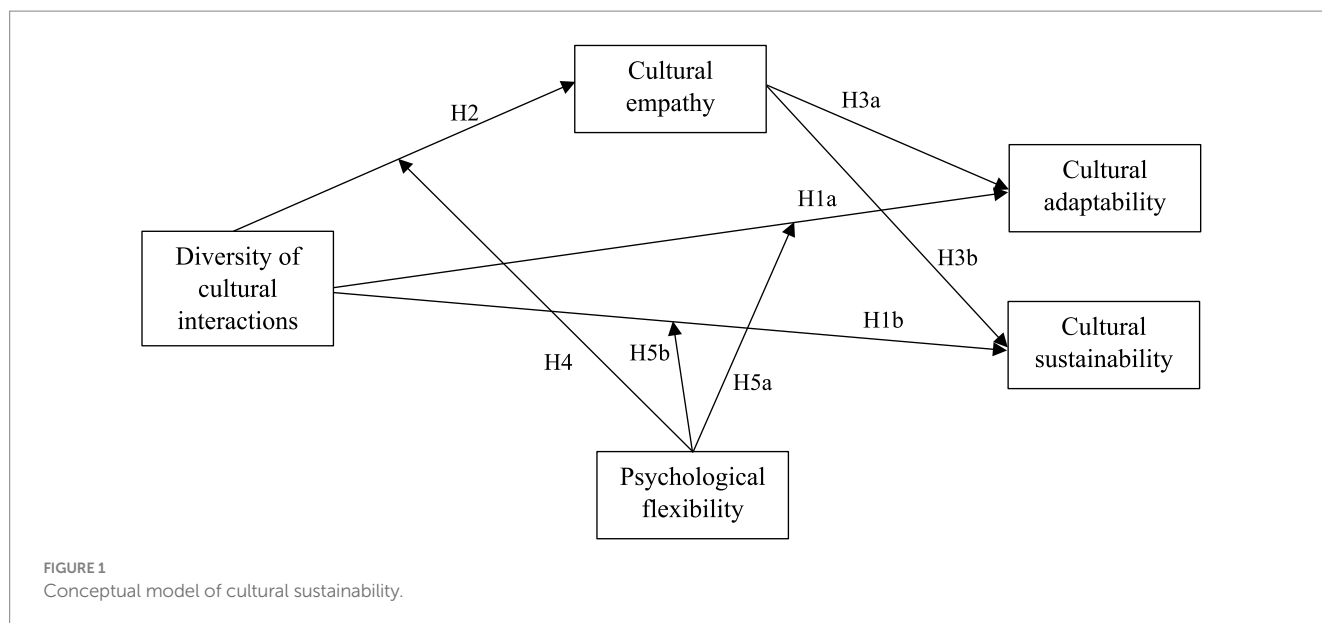 Cultural
empathy
H3a
H2
Cultural
adaptability
H1a
Diversity of
cultural
interactions
H3b
H1b
Cultural
sustainability
H4
H5b
H5a
Psychological
flexibility
FIGURE 1
Conceptual model of cultural sustainability.